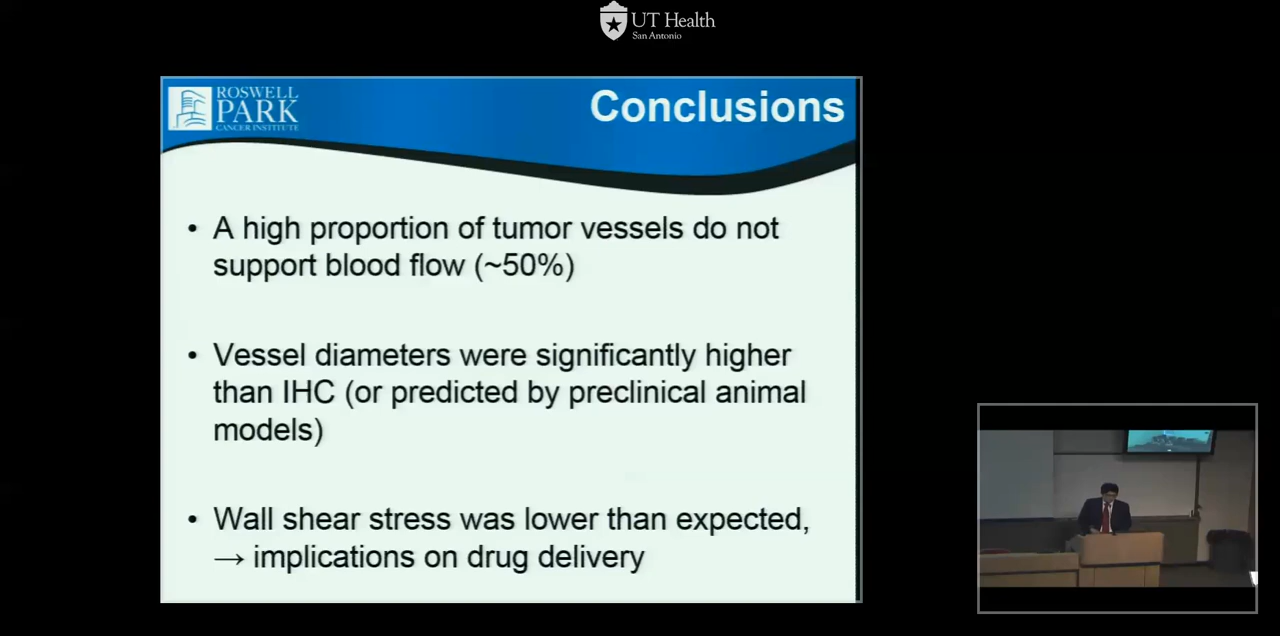 UT Health
San Antonio
ROSWELL
PARK
CANCER INSTITUTE
Conclusions
• A high proportion of tumor vessels do not
support blood flow (~50%)
• Vessel diameters were significantly higher
than IHC (or predicted by preclinical animal
models)
• Wall shear stress was lower than expected,
→ implications on drug delivery